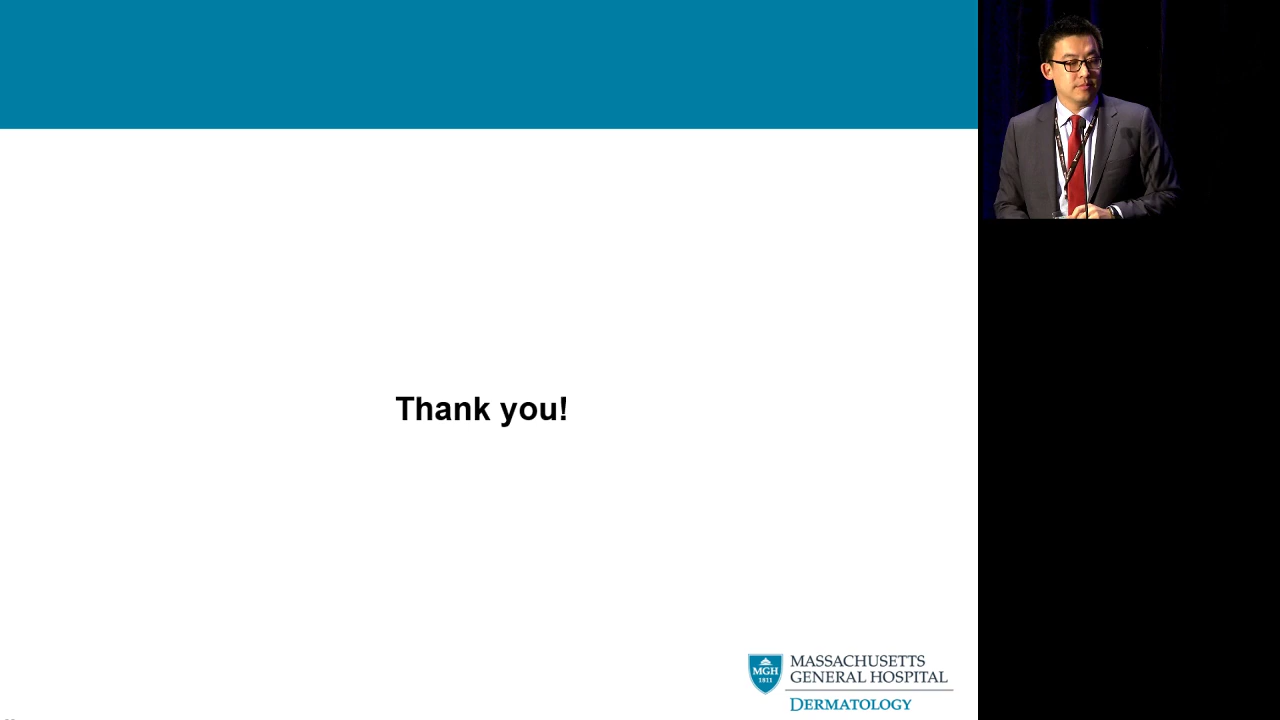 Thank you!
MGH
1811
MASSACHUSETTS
GENERAL HOSPITAL
DERMATOLOGY